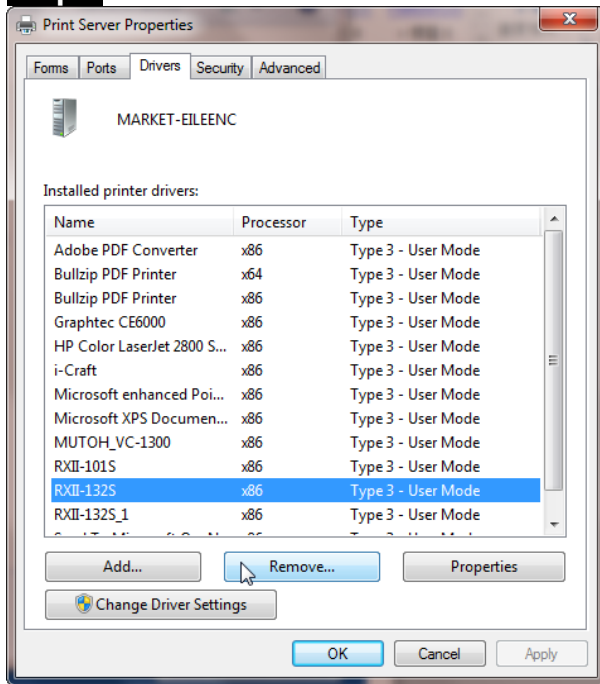 Print Server Properties
Forms Ports Drivers Security Advanced
MARKET-EILEENC
Installed printer drivers:
Name Processor Type
Adobe PDF Converter x86 Type 3 - User Mode
Bullzip PDF Printer x64 Type 3 - User Mode
Bullzip PDF Printer x86 Type 3 - User Mode
Graphtec CE6000 x86 Type 3 - User Mode
HP Color LaserJet 2800 S... x86 Type 3 - User Mode
i-Craft x86 Type 3 - User Mode
Microsoft enhanced Poi... x86 Type 3 - User Mode
Microsoft XPS Documen... x86 Type 3 - User Mode
MUTOH_VC-1300 x86 Type 3 - User Mode
RXII-101S x86 Type 3 - User Mode
RXII-132S x86 Type 3 - User Mode
RXII-132S_1 x86 Type 3 - User Mode
Add... Remove... Properties
Change Driver Settings
OK Cancel Apply